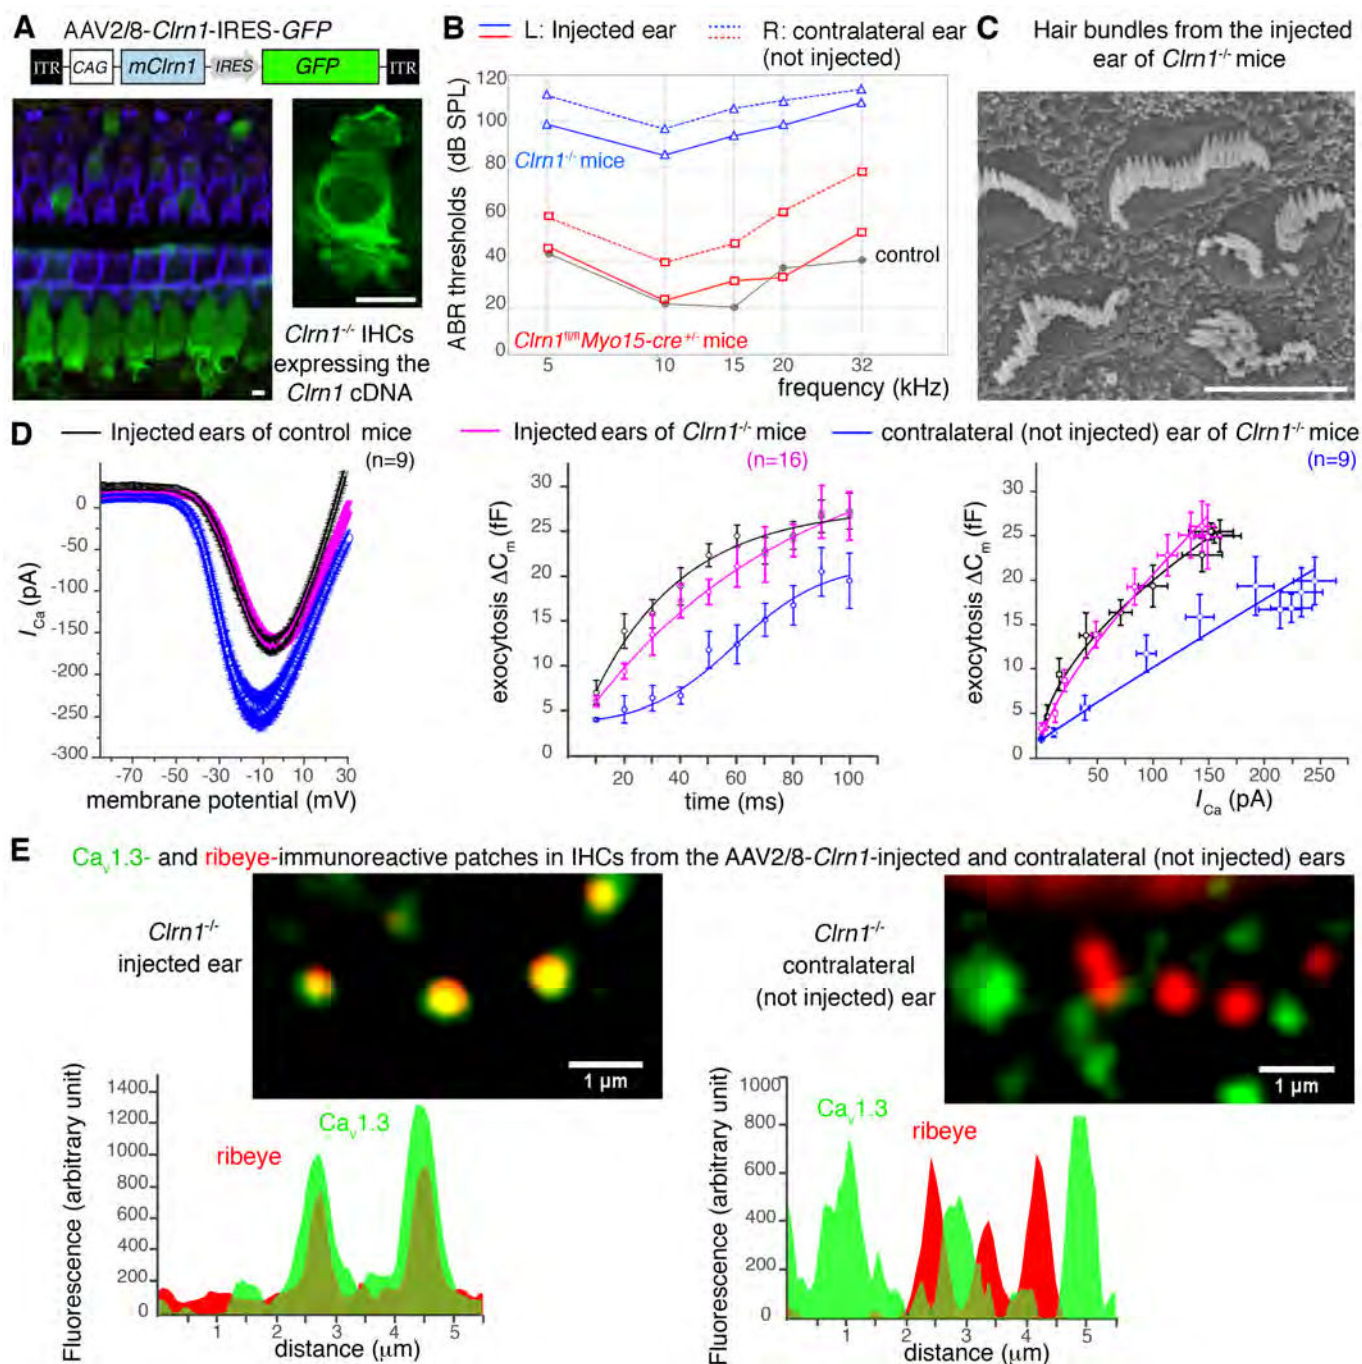 A AAV2/8-Clrn1-IRES-GFP
ITR CAG mClrn1 IRES GFP ITR
Clrn1-/- IHCs
expressing the
Clrn1 cDNA
B L: Injected ear R: contralateral ear
(not injected)
ABR thresholds (dB SPL)
120
100
80
60
40
20
0
Clrn1-/- mice
control
Clrn1fl/fl Myo15-cre+/- mice
5 10 15 20 32
frequency (kHz)
C Hair bundles from the injected
ear of Clrn1-/- mice
D Injected ears of control mice
(n=9)
Injected ears of Clrn1-/- mice
(n=16)
contralateral (not injected) ear of Clrn1-/- mice
(n=9)
ICa (pA)
0
-50
-100
-150
-200
-250
-300
-70 -50 -30 -10 10 30
membrane potential (mV)
exocytosis ΔCm (fF)
30
25
20
15
10
5
0
20 40 60 80 100
time (ms)
exocytosis ΔCm (fF)
30
25
20
15
10
5
0
50 100 150 200 250
ICa (pA)
E Cav1.3- and ribeye-immunoreactive patches in IHCs from the AAV2/8-Clrn1-injected and contralateral (not injected) ears
Clrn1-/-
injected ear
1 µm
Clrn1-/-
contralateral
(not injected) ear
1 µm
Fluorescence (arbitrary unit)
1400
1200
1000
800
600
400
200
0
Cav1.3
ribeye
1 2 3 4 5
distance (µm)
Fluorescence (arbitrary unit)
1000
800
600
400
200
0
Cav1.3
ribeye
1 2 3 4 5
distance (µm)